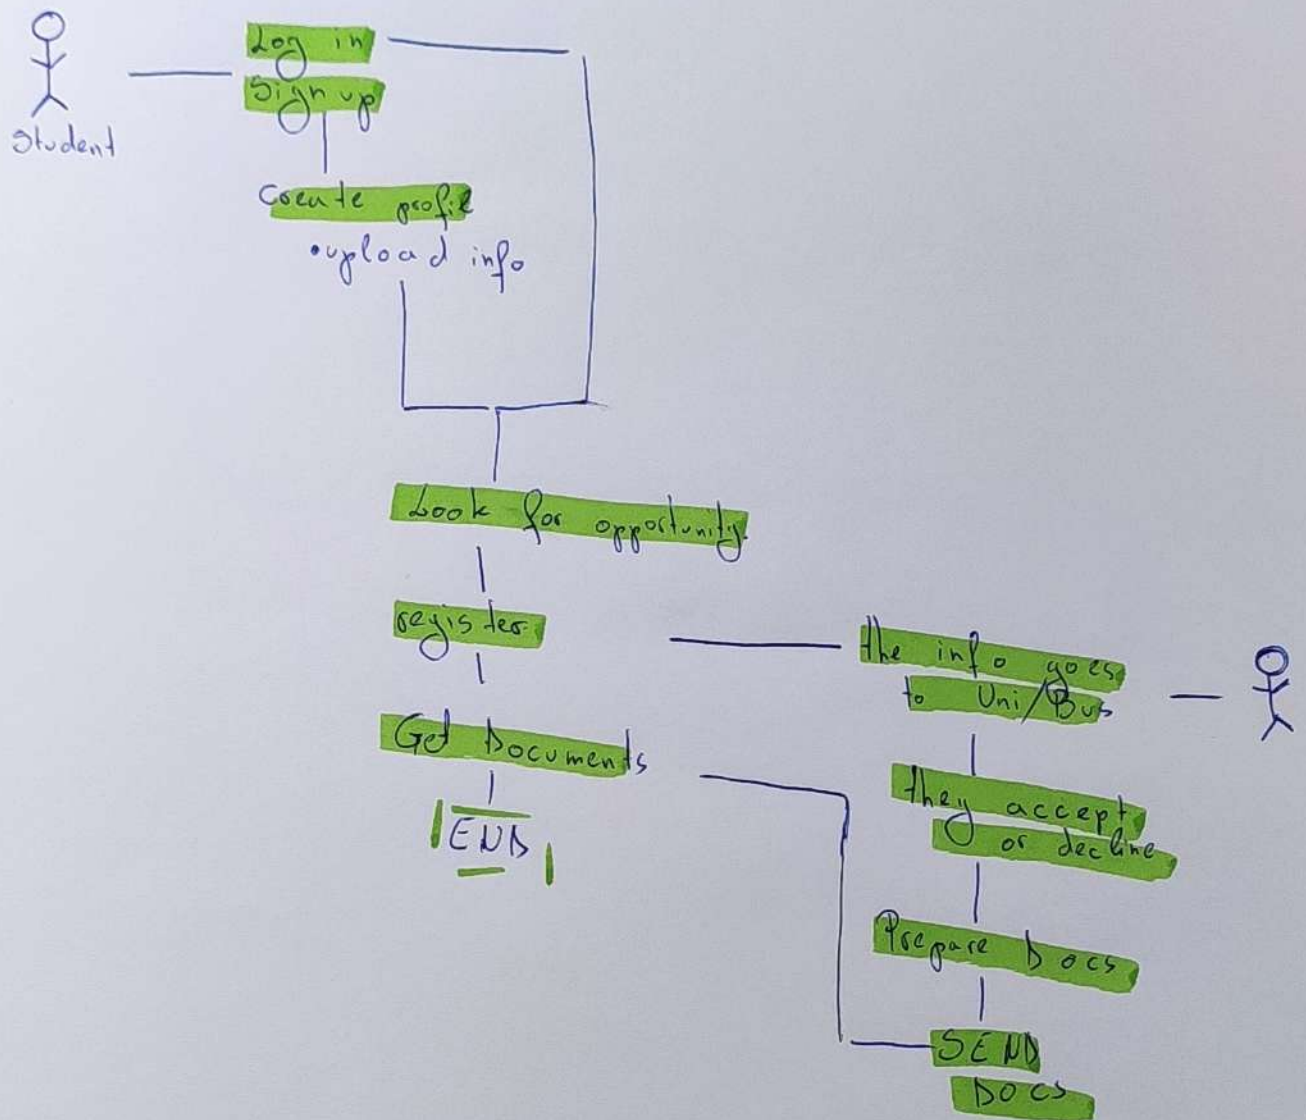 Log in
Sign up
Student
Create profile
•upload info
Look for opportunity.
register
the info goes
to Uni/Bus
Get Documents
they accept
or decline
END
Prepare Docs
SEND
DOCS